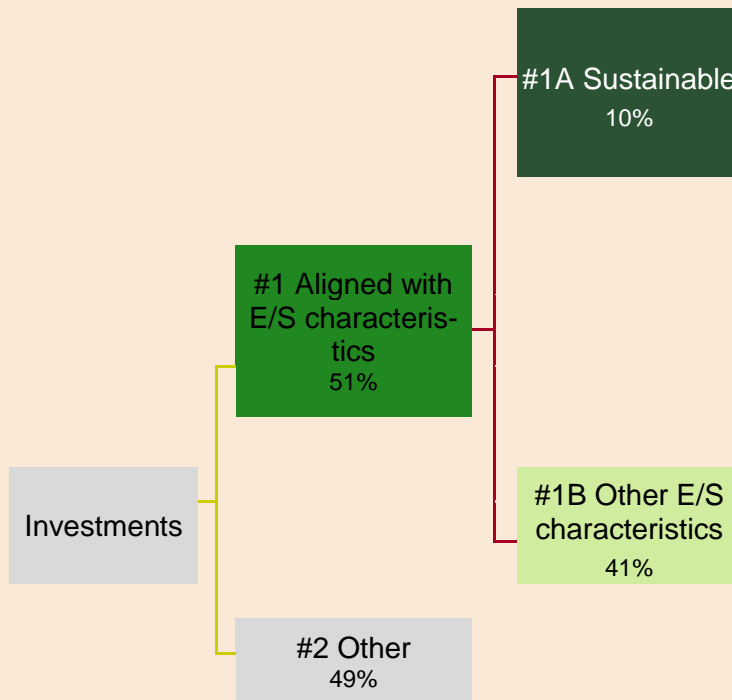 #1A Sustainable
10%
#1 Aligned with
E/S characteris-
tics
51%
Investments
#1B Other E/S
characteristics
41%
#2 Other
49%